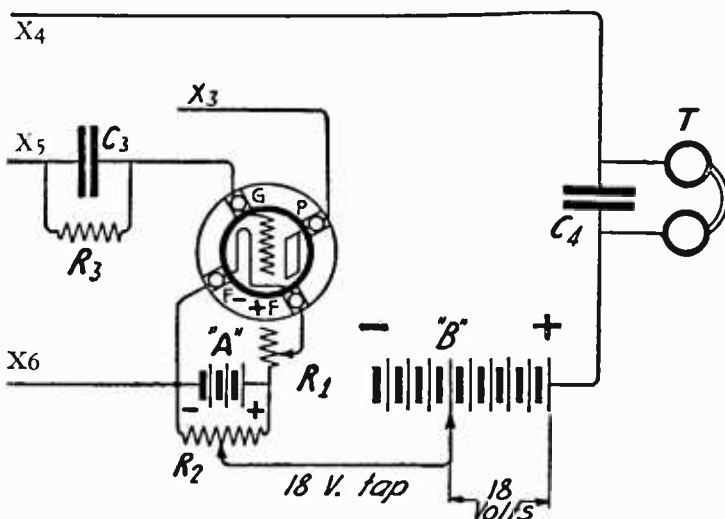 X4
X3
T
X5
C3
G
P
C4
R3
F- +F
"A"
- "B" +
X6
R1
- +
R2
18 V. tap
18
Volts